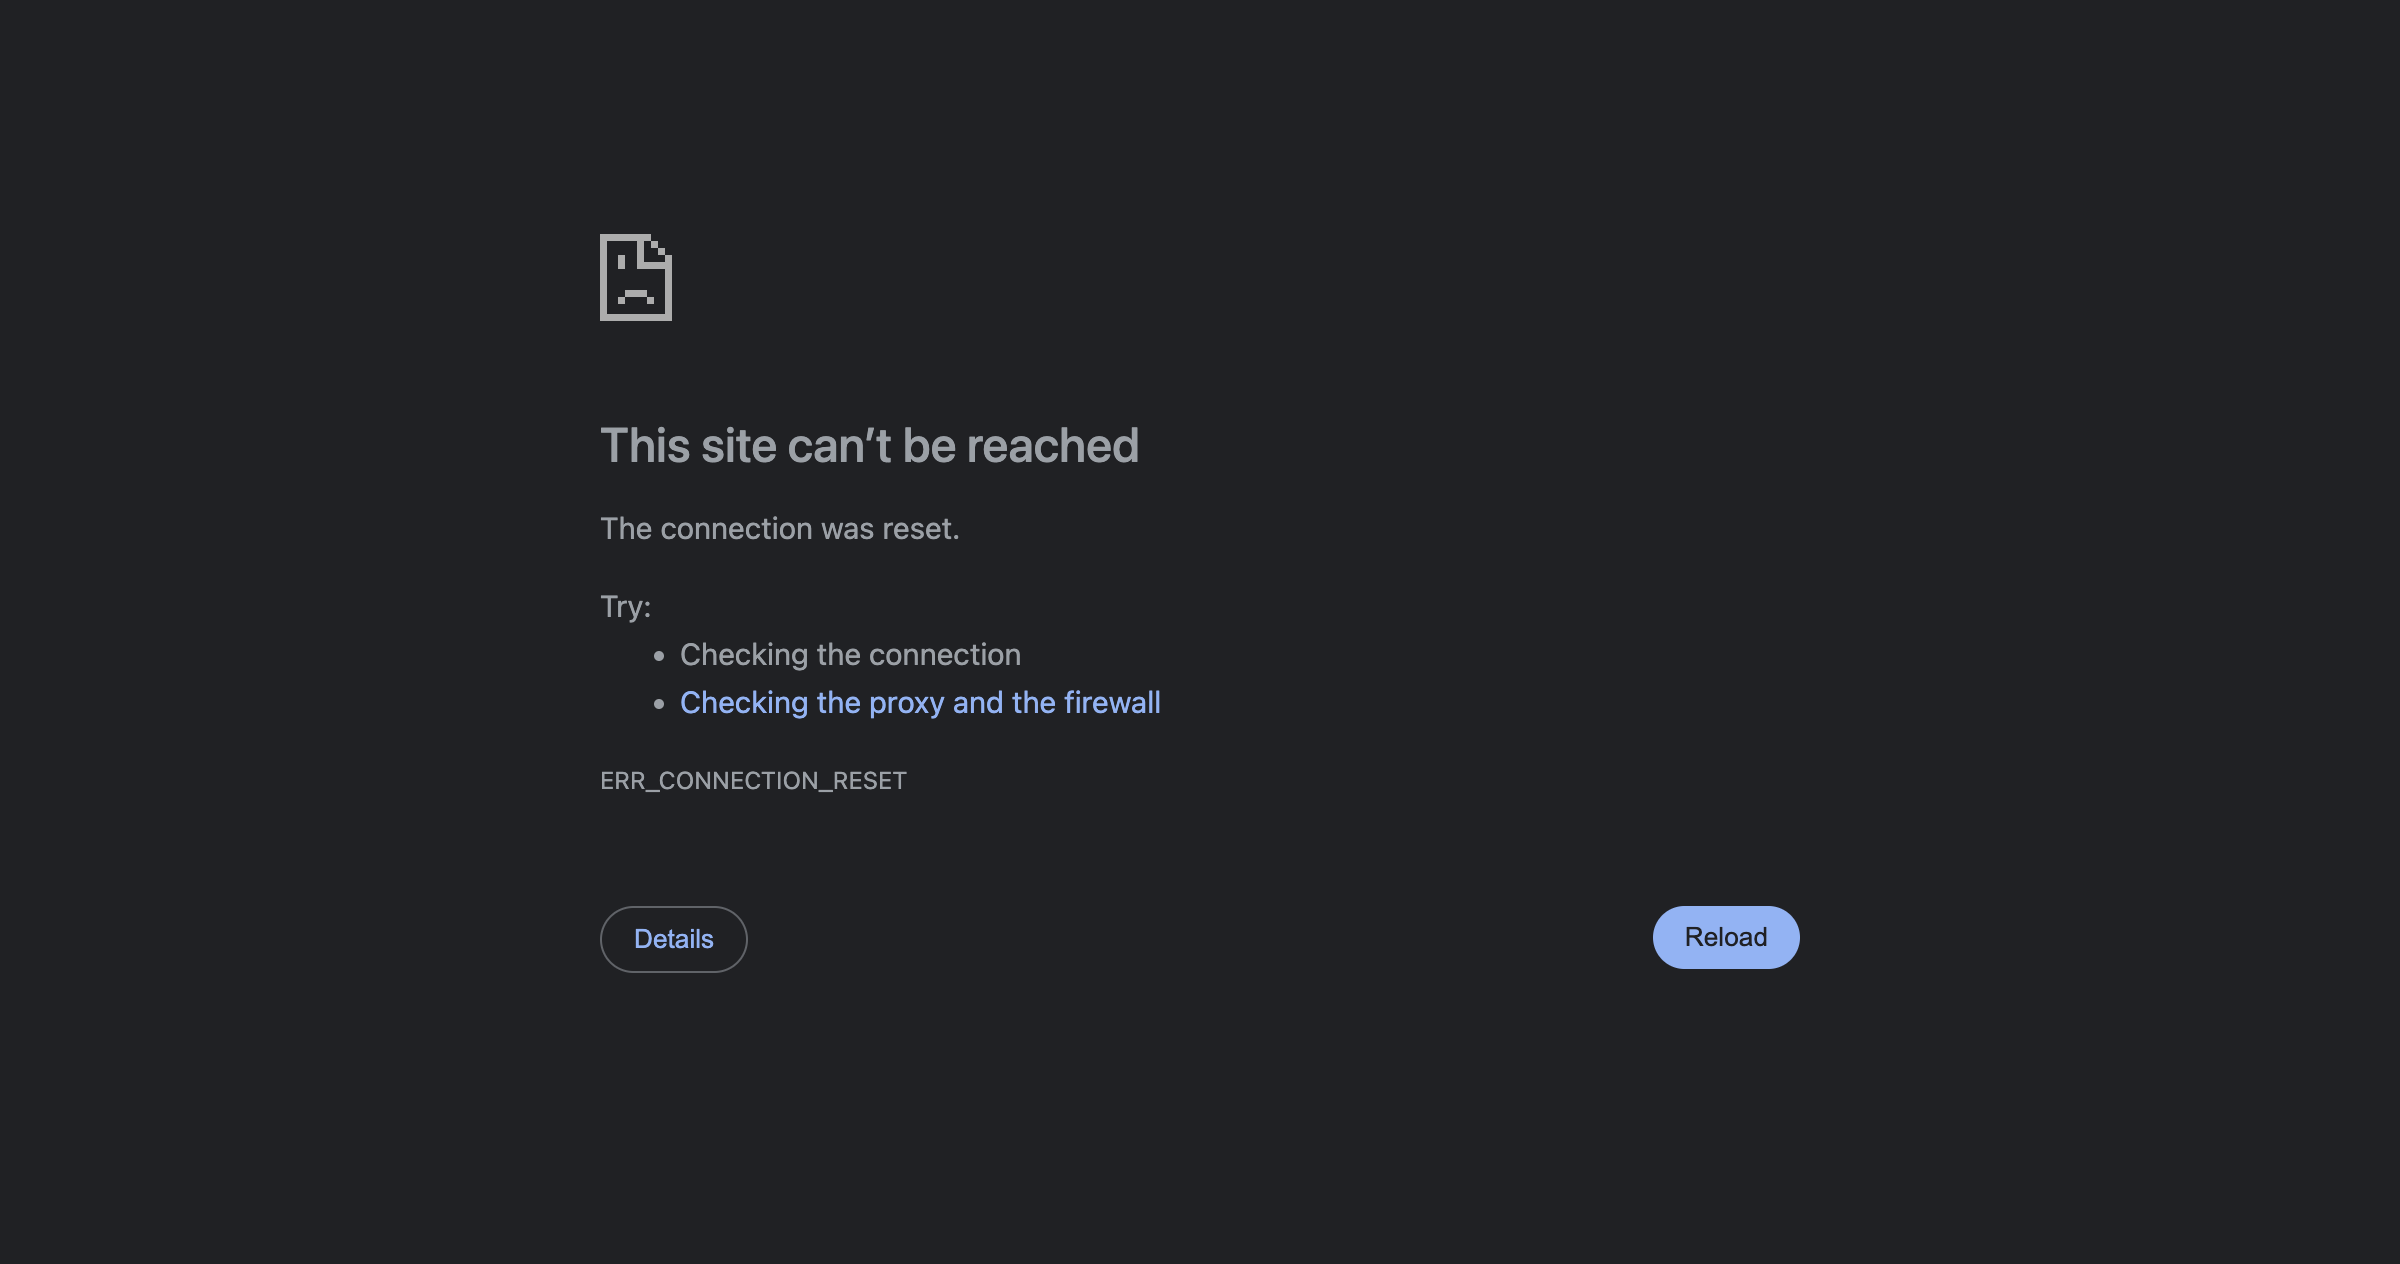 This site can’t be reached
The connection was reset.
Try:
Checking the connection
Checking the proxy and the firewall
ERR_CONNECTION_RESET
Details
Reload